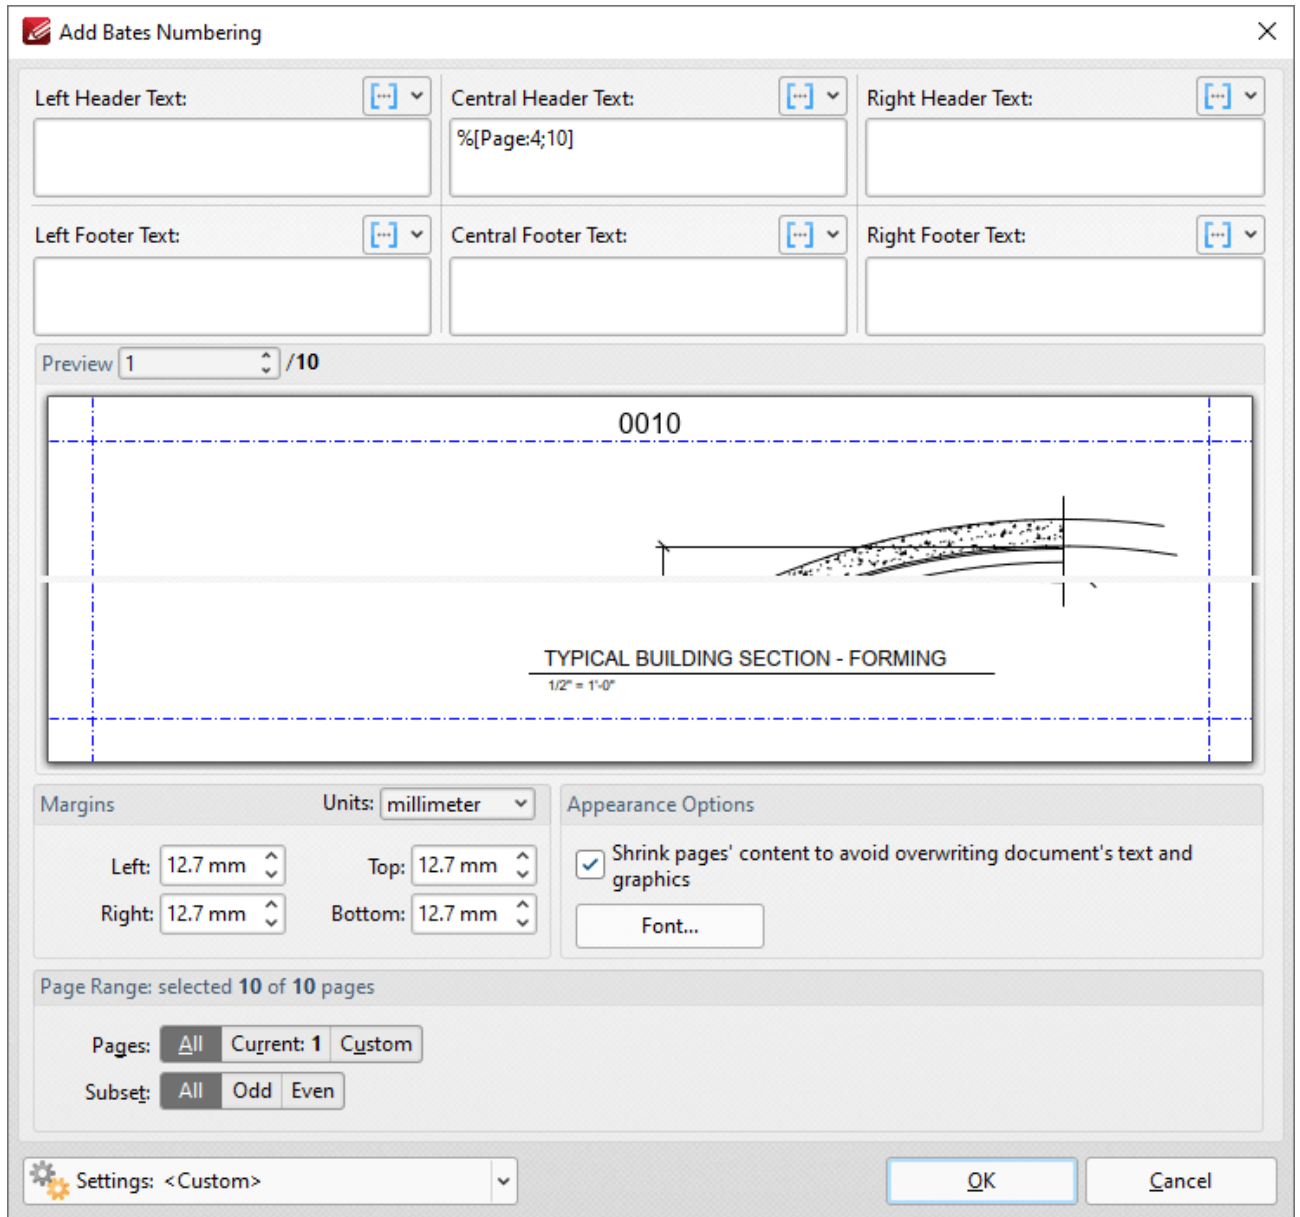 Add Bates Numbering
Left Header Text:
Central Header Text:
Right Header Text:
%[Page:4;10]
Left Footer Text:
Central Footer Text:
Right Footer Text:
Preview 1 /10
0010
TYPICAL BUILDING SECTION - FORMING
1/2" = 1'-0"
Margins
Units: millimeter
Left: 12.7 mm
Top: 12.7 mm
Right: 12.7 mm
Bottom: 12.7 mm
Appearance Options
Shrink pages' content to avoid overwriting document's text and
graphics
Font...
Page Range: selected 10 of 10 pages
Pages: All Current: 1 Custom
Subset: All Odd Even
Settings: <Custom>
OK
Cancel